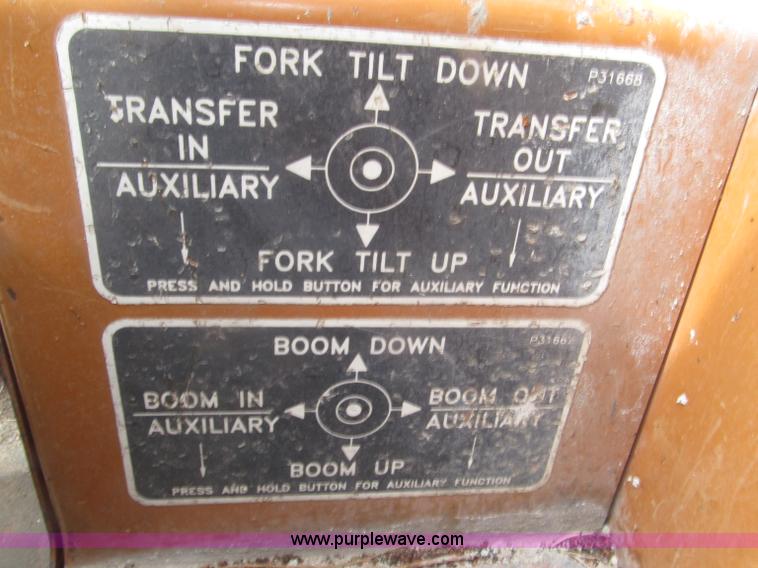 FORK TILT DOWN
P31668
TRANSFER
IN
AUXILIARY
TRANSFER
OUT
AUXILIARY
FORK TILT UP
PRESS AND HOLD BUTTON FOR AUXILIARY FUNCTION
BOOM DOWN
BOOM IN
AUXILIARY
BOOM OUT
AUXILIARY
BOOM UP
PRESS AND HOLD BUTTON FOR AUXILIARY FUNCTION
www.purplewave.com